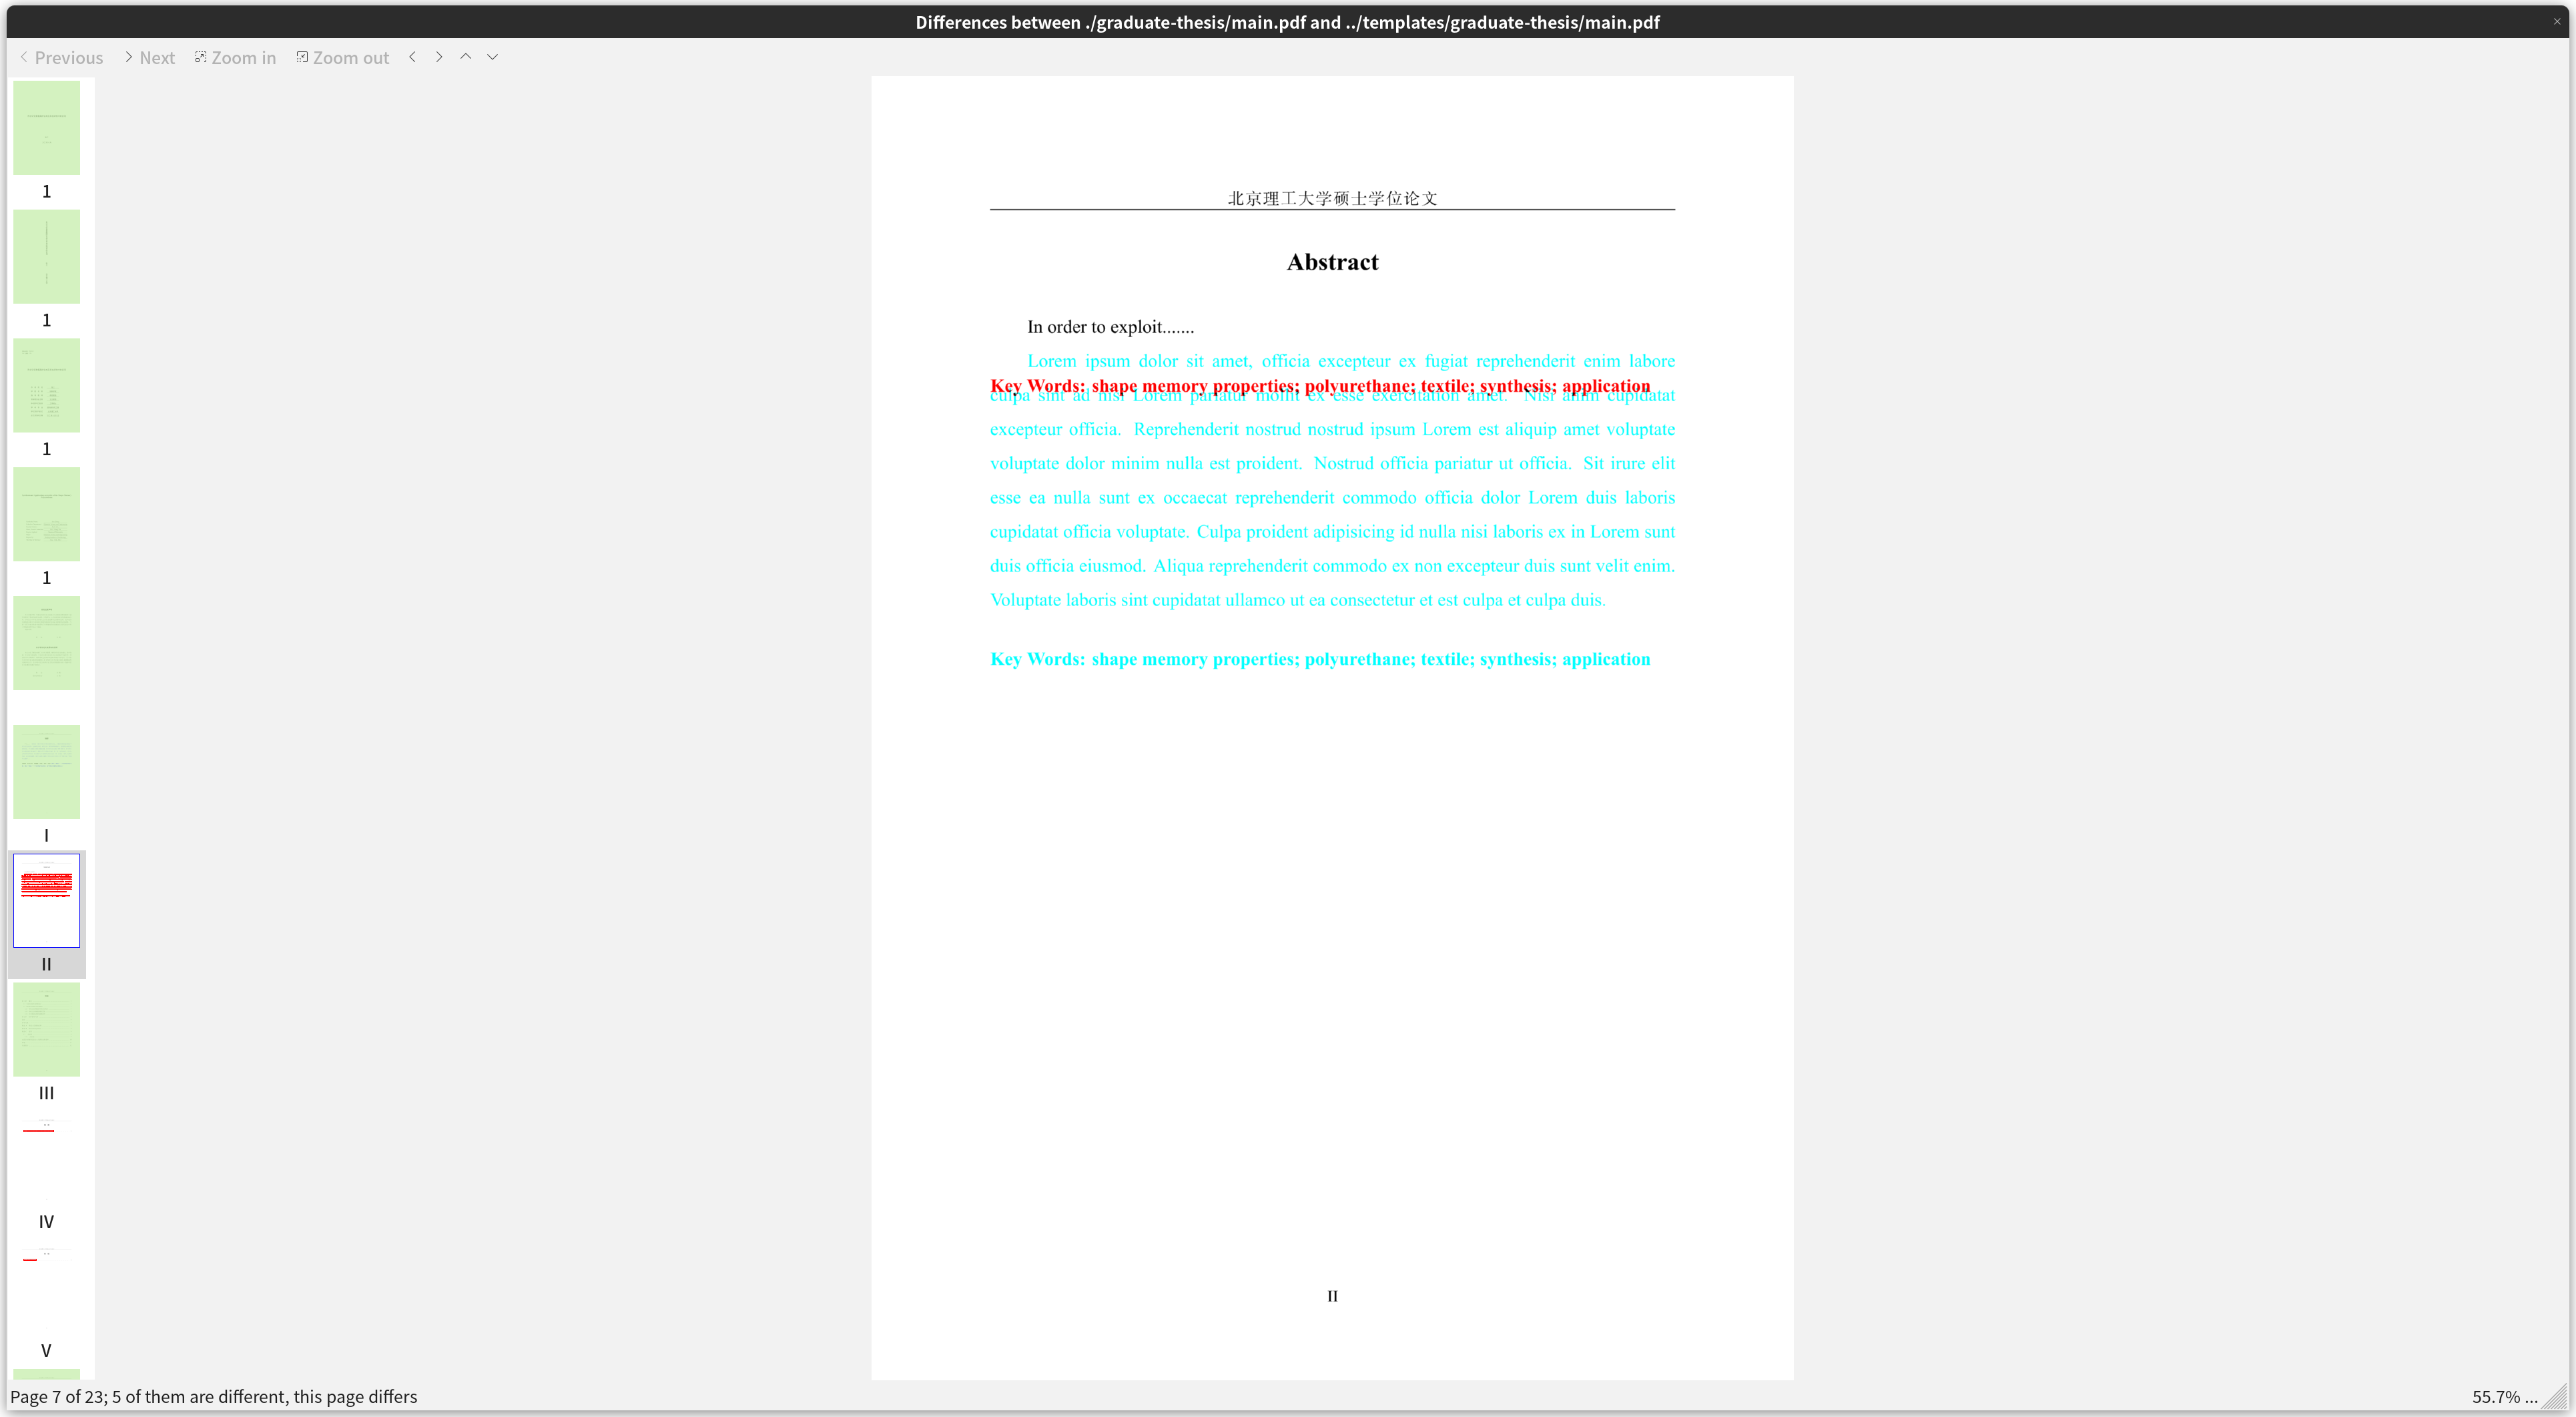 Differences between ./graduate-thesis/main.pdf and ../templates/graduate-thesis/main.pdf
Previous Next Zoom in Zoom out
1
1
1
1
I
II
III
IV
V
北京理工大学硕士学位论文
Abstract
In order to exploit.......
Lorem ipsum dolor sit amet, officia excepteur ex fugiat reprehenderit enim labore
Key Words: shape memory properties; polyurethane; textile; synthesis; application
culpa sint ad nisi Lorem pariatur mollit ex esse exercitation amet. Nisi anim cupidatat
excepteur officia. Reprehenderit nostrud nostrud ipsum Lorem est aliquip amet voluptate
voluptate dolor minim nulla est proident. Nostrud officia pariatur ut officia. Sit irure elit
esse ea nulla sunt ex occaecat reprehenderit commodo officia dolor Lorem duis laboris
cupidatat officia voluptate. Culpa proident adipisicing id nulla nisi laboris ex in Lorem sunt
duis officia eiusmod. Aliqua reprehenderit commodo ex non excepteur duis sunt velit enim.
Voluptate laboris sint cupidatat ullamco ut ea consectetur et est culpa et culpa duis.
Key Words: shape memory properties; polyurethane; textile; synthesis; application
II
Page 7 of 23; 5 of them are different, this page differs
55.7% ...